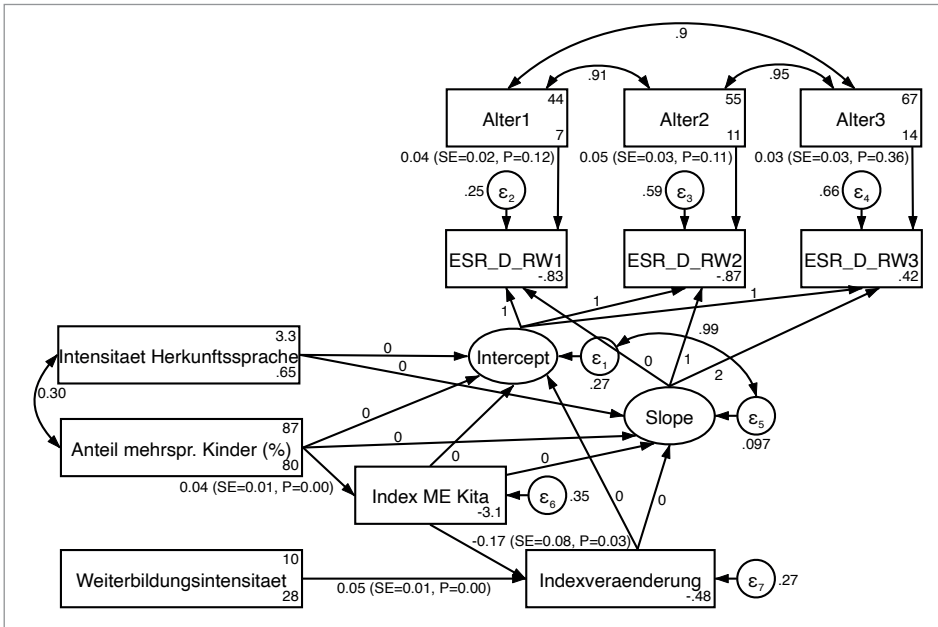 .9
.91
.95
44
Alter1
7
55
Alter2
11
67
Alter3
14
0.04 (SE=0.02, P=0.12)
0.05 (SE=0.03, P=0.11)
0.03 (SE=0.03, P=0.36)
.25
ε2
.59
ε3
.66
ε4
ESR_D_RW1
-.83
ESR_D_RW2
-.87
ESR_D_RW3
.42
1
1
1
3.3
Intensitaet Herkunftssprache
.65
0
0
Intercept
ε1
.27
.99
0
1
2
0.30
87
Anteil mehrspr. Kinder (%)
80
0
0
Slope
ε5
.097
0.04 (SE=0.01, P=0.00)
Index ME Kita
-3.1
0
0
ε6
.35
0
0
-0.17 (SE=0.08, P=0.03)
10
Weiterbildungsintensitaet
28
0.05 (SE=0.01, P=0.00)
Indexveraenderung
-.48
ε7
.27